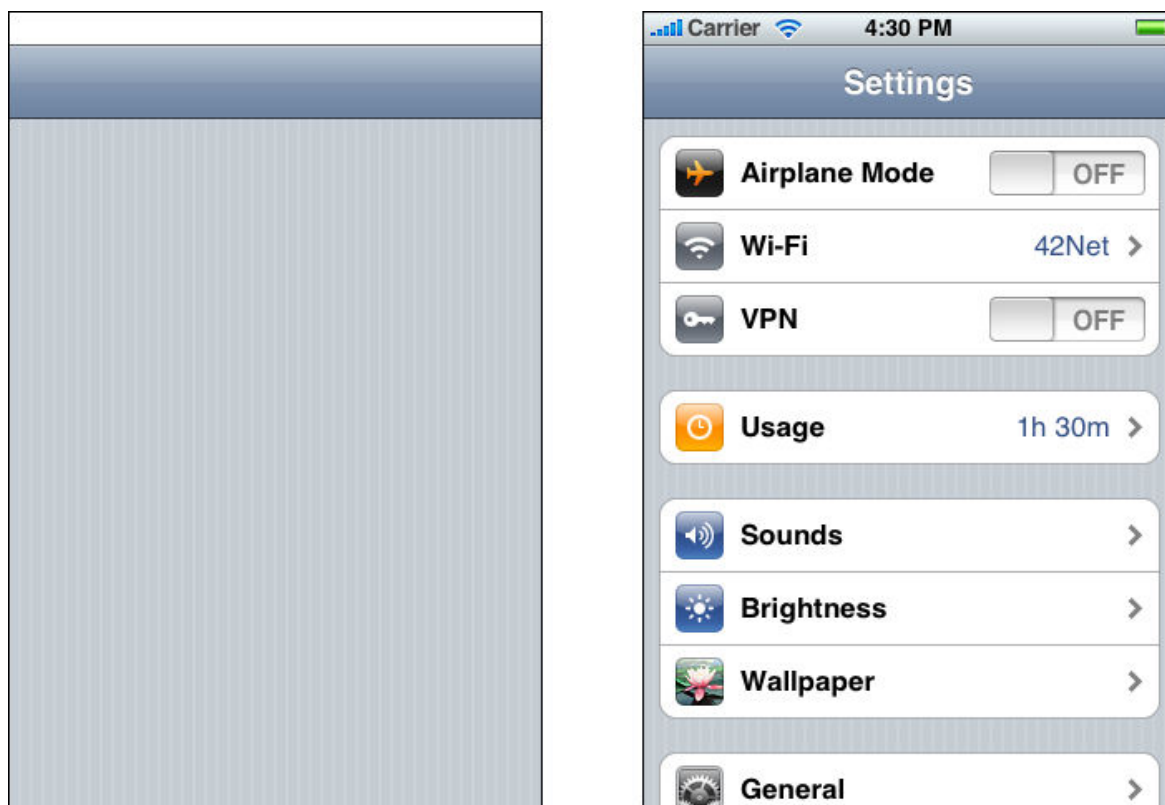 Carrier 4:30 PM
Settings
Airplane Mode OFF
Wi-Fi 42Net
VPN OFF
Usage 1h 30m
Sounds
Brightness
Wallpaper
General